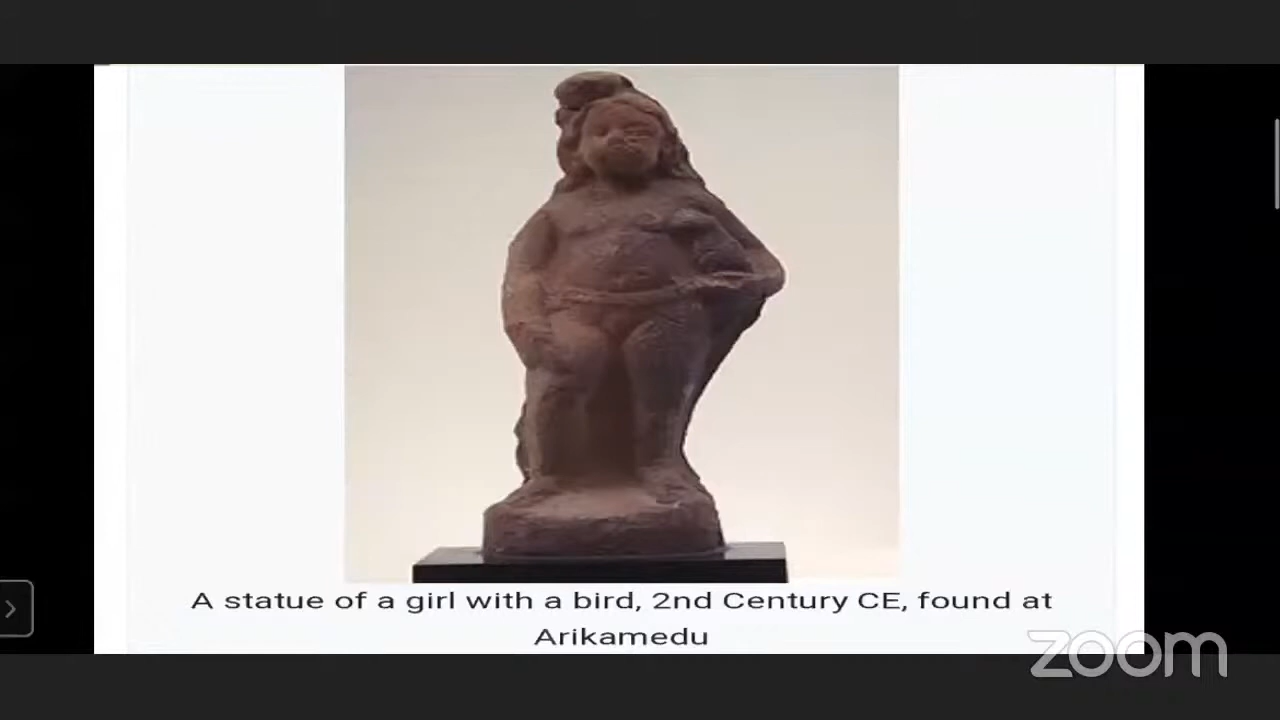 A statue of a girl with a bird, 2nd Century CE, found at
Arikamedu
zoom